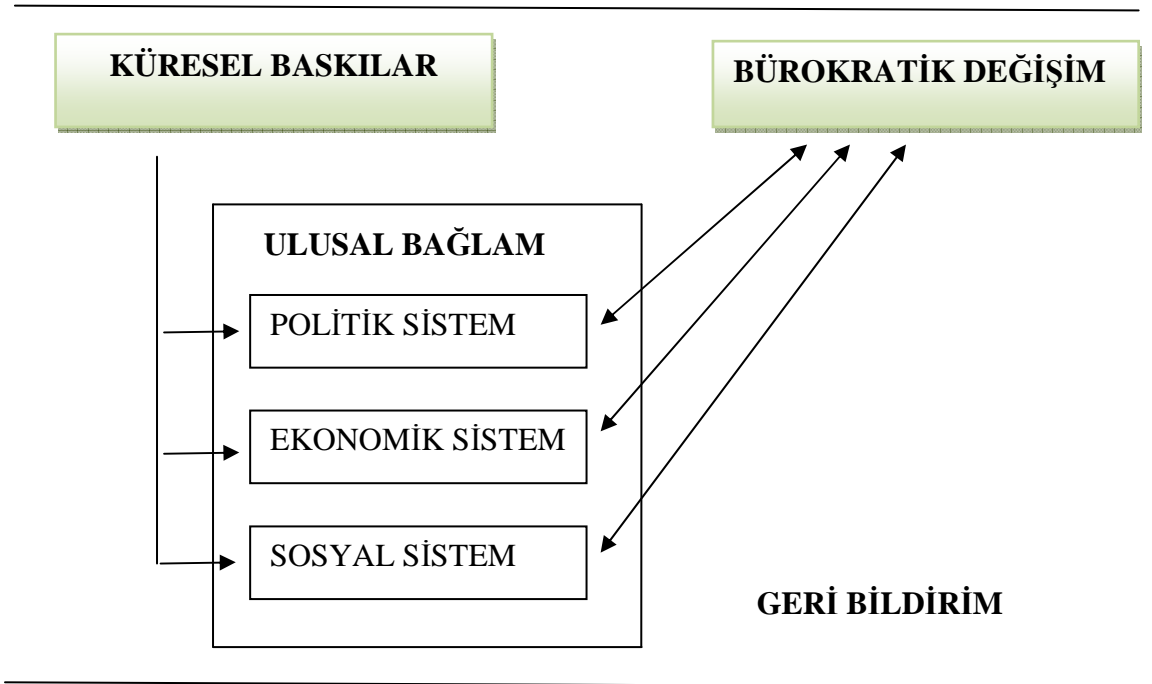 KÜRESEL BASKILAR
BÜROKRATİK DEĞİŞİM
ULUSAL BAĞLAM
POLİTİK SİSTEM
EKONOMİK SİSTEM
SOSYAL SİSTEM
GERİ BİLDİRİM